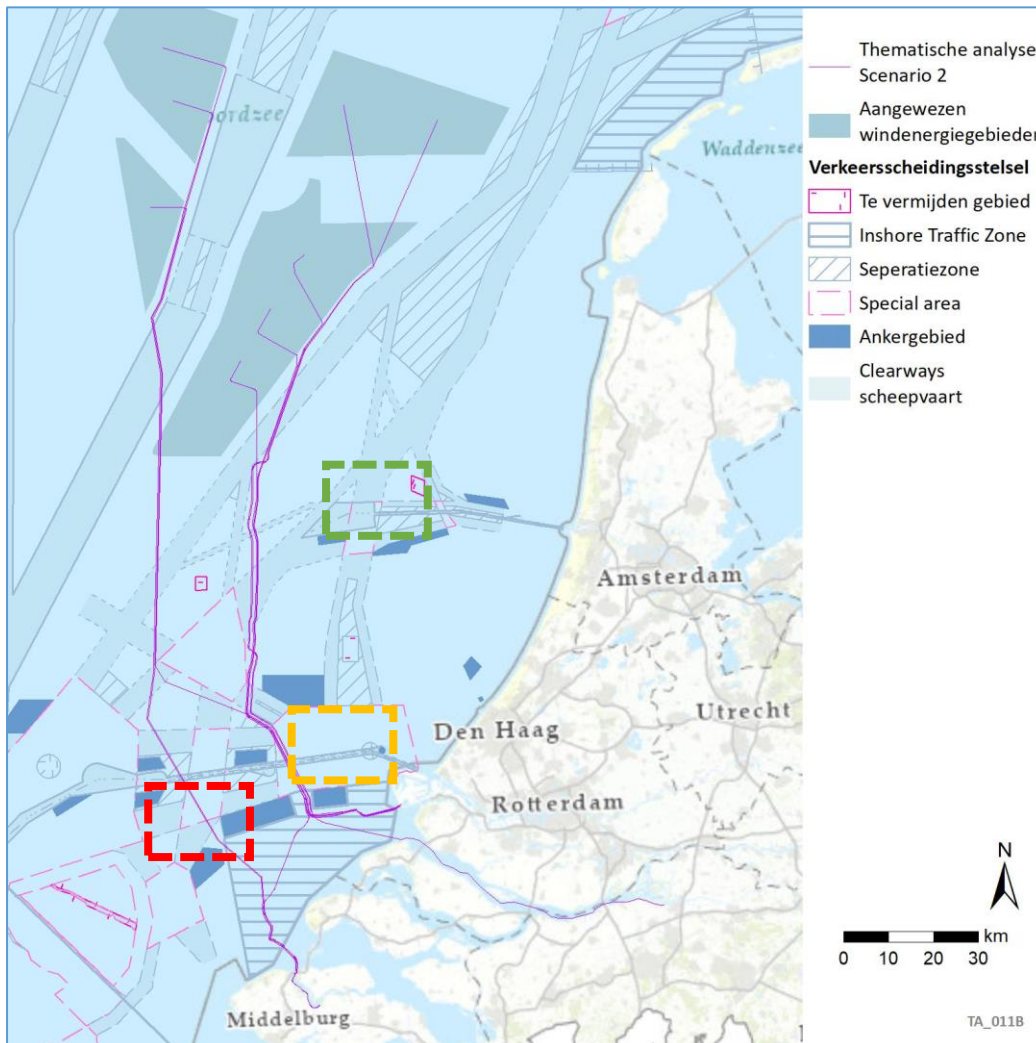 Thematische analyse
Scenario 2
Aangewezen
windenergiegebieden
Verkeersscheidingsstelsel
Te vermijden gebied
Inshore Traffic Zone
Seperatiezone
Special area
Ankergebied
Clearways
scheepvaart
ordzee
Waddenzee
Amsterdam
Utrecht
Den Haag
Rotterdam
Middelburg
N
km
0 10 20 30
TA_011B